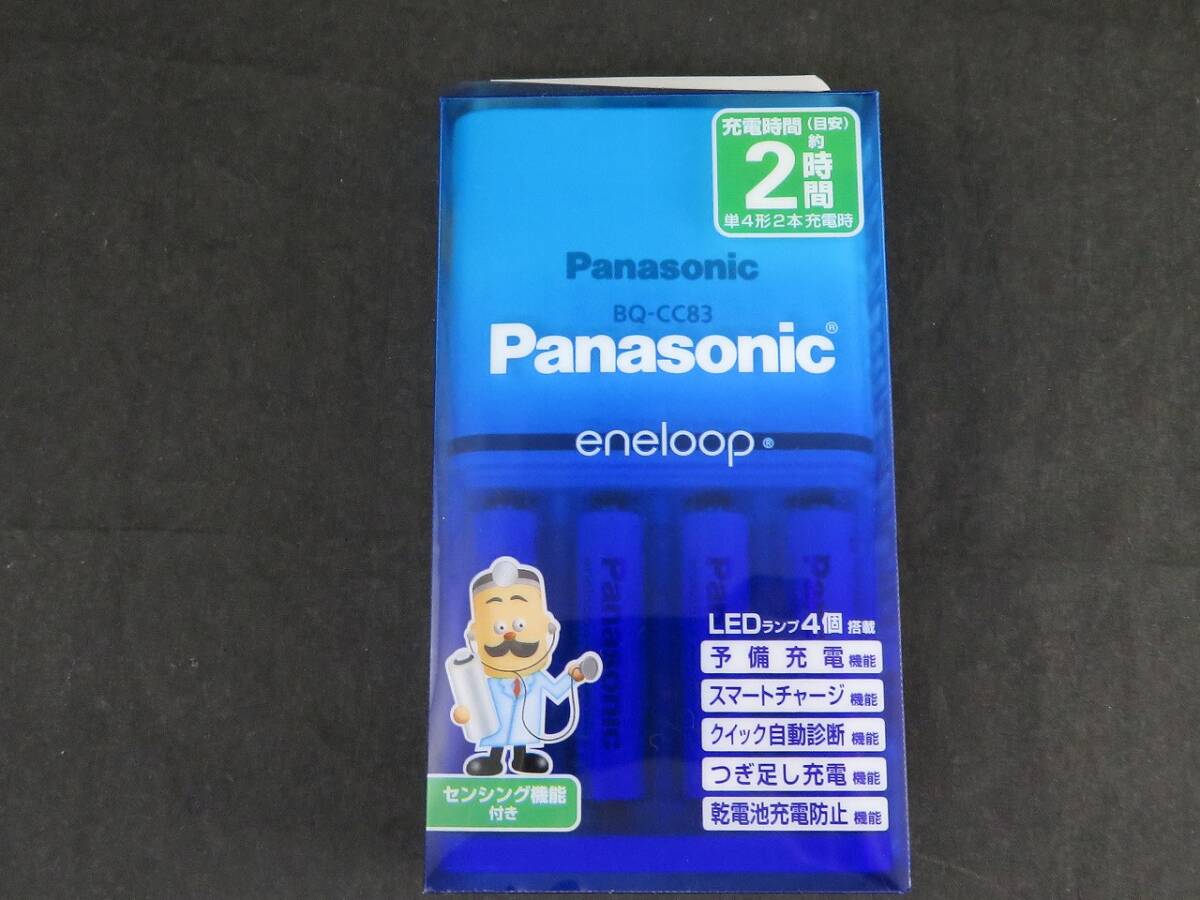 充電時間(目安)
約2時間
単4形2本充電時
Panasonic
BQ-CC83
Panasonic®
eneloop®
Panasonic
LEDランプ4個搭載
予備充電機能
スマートチャージ機能
クイック自動診断機能
つぎ足し充電機能
乾電池充電防止機能
センシング機能
付き